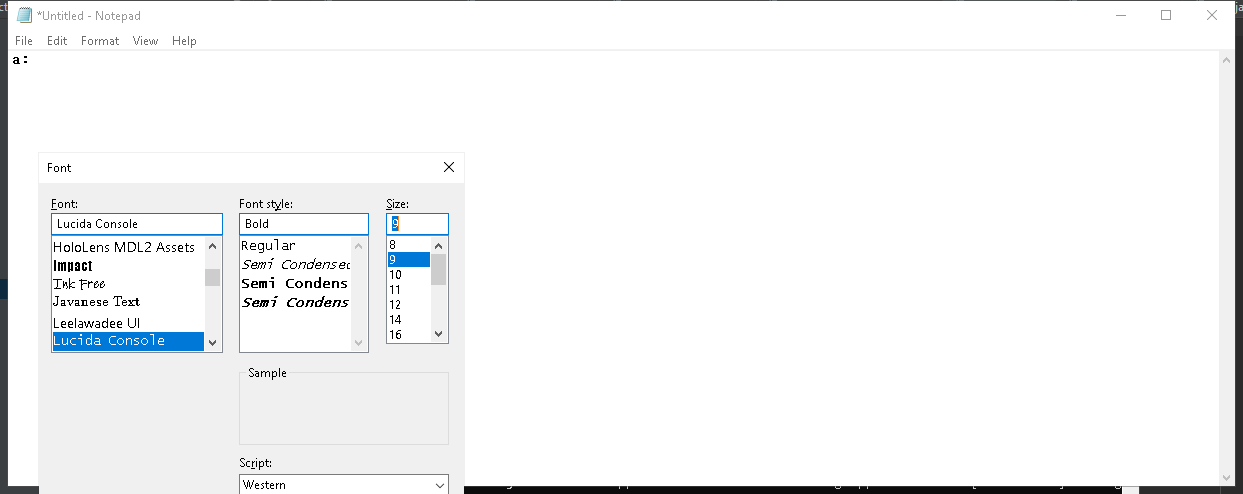 *Untitled - Notepad
File Edit Format View Help
a:
Font
Font: Font style: Size:
Lucida Console Bold 9
HoloLens MDL2 Assets
Impact
Ink Free
Javanese Text
Leelawadee UI
Lucida Console
Regular
Semi Condensed
Semi Condens
Semi Condens
8
9
10
11
12
14
16
Sample
Script:
Western